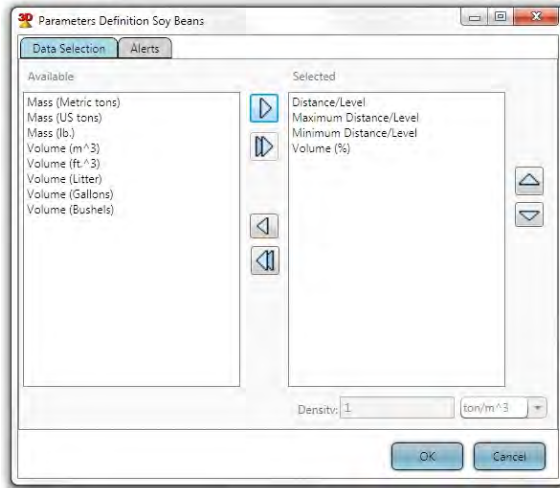 3D Parameters Definition Soy Beans
Data Selection
Alerts
Available
Mass (Metric tons)
Mass (US tons)
Mass (lb.)
Volume (m^3)
Volume (ft.^3)
Volume (Litter)
Volume (Gallons)
Volume (Bushels)
Selected
Distance/Level
Maximum Distance/Level
Minimum Distance/Level
Volume (%)
Density: 1 ton/m^3
OK
Cancel